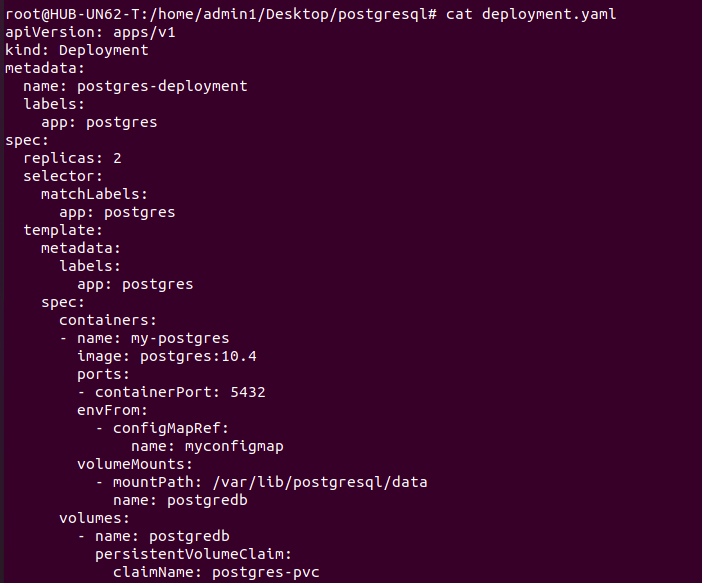 root@HUB-UN62-T:/home/admin1/Desktop/postgresql# cat deployment.yaml
apiVersion: apps/v1
kind: Deployment
metadata:
  name: postgres-deployment
  labels:
    app: postgres
spec:
  replicas: 2
  selector:
    matchLabels:
      app: postgres
  template:
    metadata:
      labels:
        app: postgres
    spec:
      containers:
      - name: my-postgres
        image: postgres:10.4
        ports:
        - containerPort: 5432
        envFrom:
          - configMapRef:
              name: myconfigmap
        volumeMounts:
          - mountPath: /var/lib/postgresql/data
            name: postgredb
      volumes:
        - name: postgredb
          persistentVolumeClaim:
            claimName: postgres-pvc